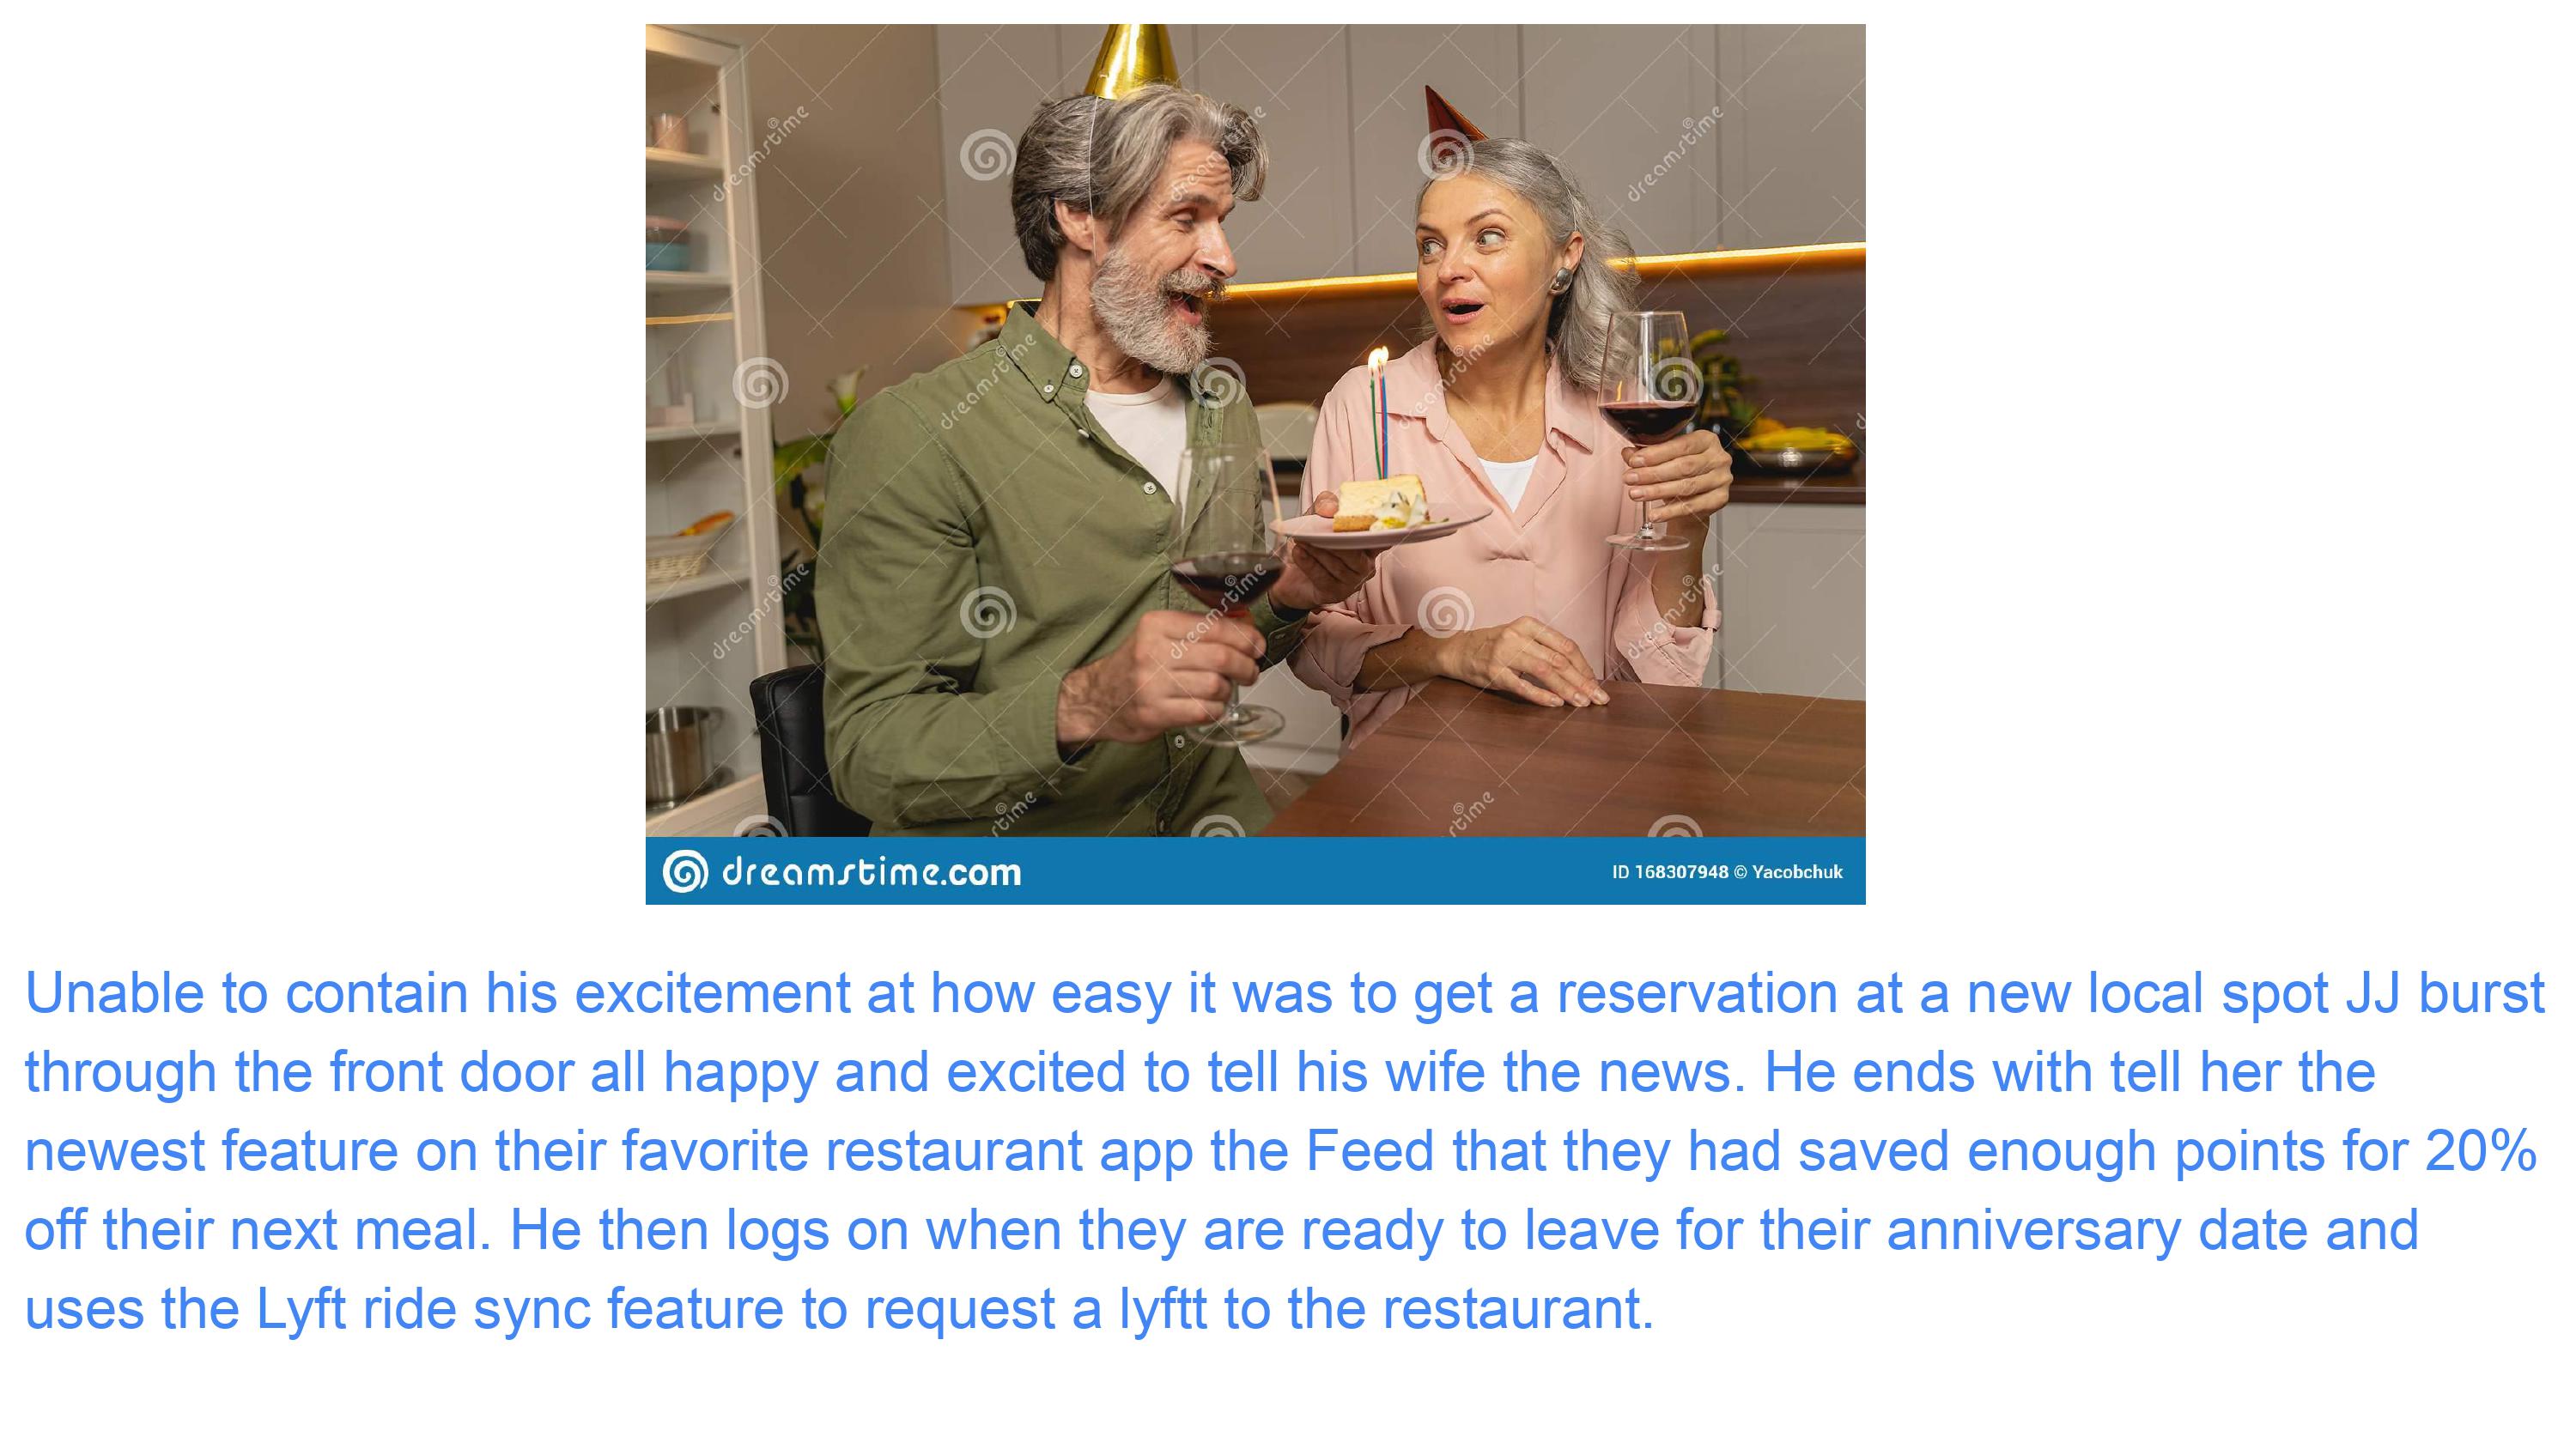 dreamstime.com
ID 168307948 © Yacobchuk
Unable to contain his excitement at how easy it was to get a reservation at a new local spot JJ burst
through the front door all happy and excited to tell his wife the news. He ends with tell her the
newest feature on their favorite restaurant app the Feed that they had saved enough points for 20%
off their next meal. He then logs on when they are ready to leave for their anniversary date and
uses the Lyft ride sync feature to request a lyftt to the restaurant.